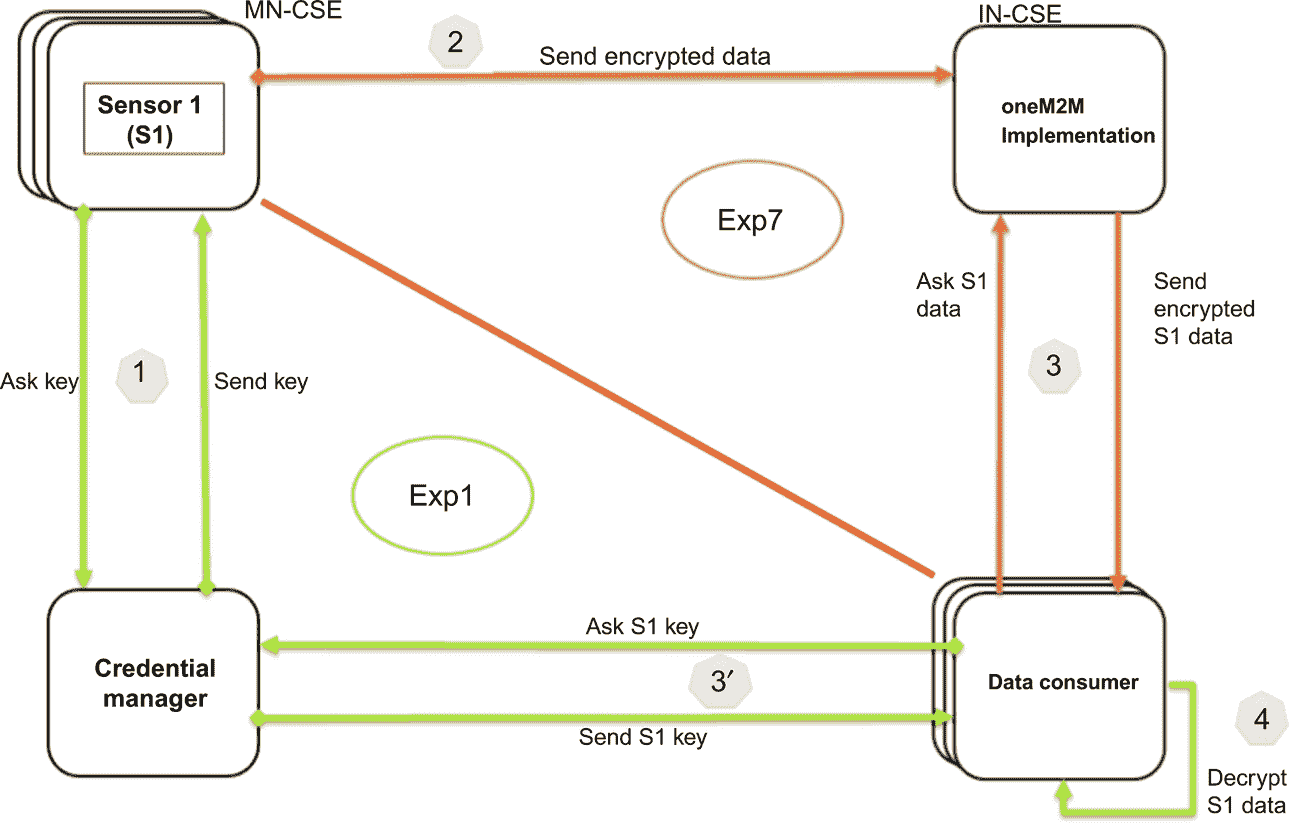 MN-CSE
IN-CSE
2
Send encrypted data
Sensor 1
(S1)
oneM2M
Implementation
Exp7
Ask S1
data
Send
encrypted
S1 data
3
Ask key
1
Send key
Exp1
Ask S1 key
Credential
manager
3′
Data consumer
Send S1 key
4
Decrypt
S1 data